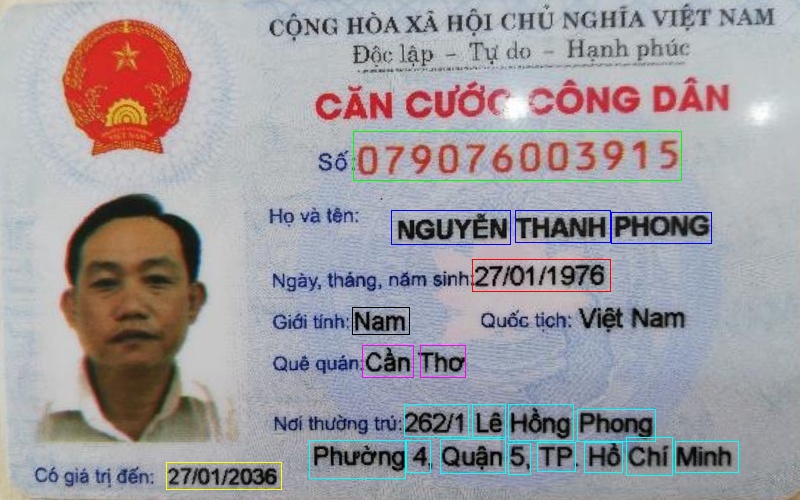 CỘNG HÒA XÃ HỘI CHỦ NGHĨA VIỆT NAM
Độc lập - Tự do - Hạnh phúc
CĂN CƯỚC CÔNG DÂN
Số: 079076003915
Họ và tên: NGUYỄN THANH PHONG
Ngày, tháng, năm sinh: 27/01/1976
Giới tính: Nam Quốc tịch: Việt Nam
Quê quán: Cần Thơ
Nơi thường trú: 262/1 Lê Hồng Phong
Phường 4, Quận 5, TP. Hồ Chí Minh
Có giá trị đến: 27/01/2036